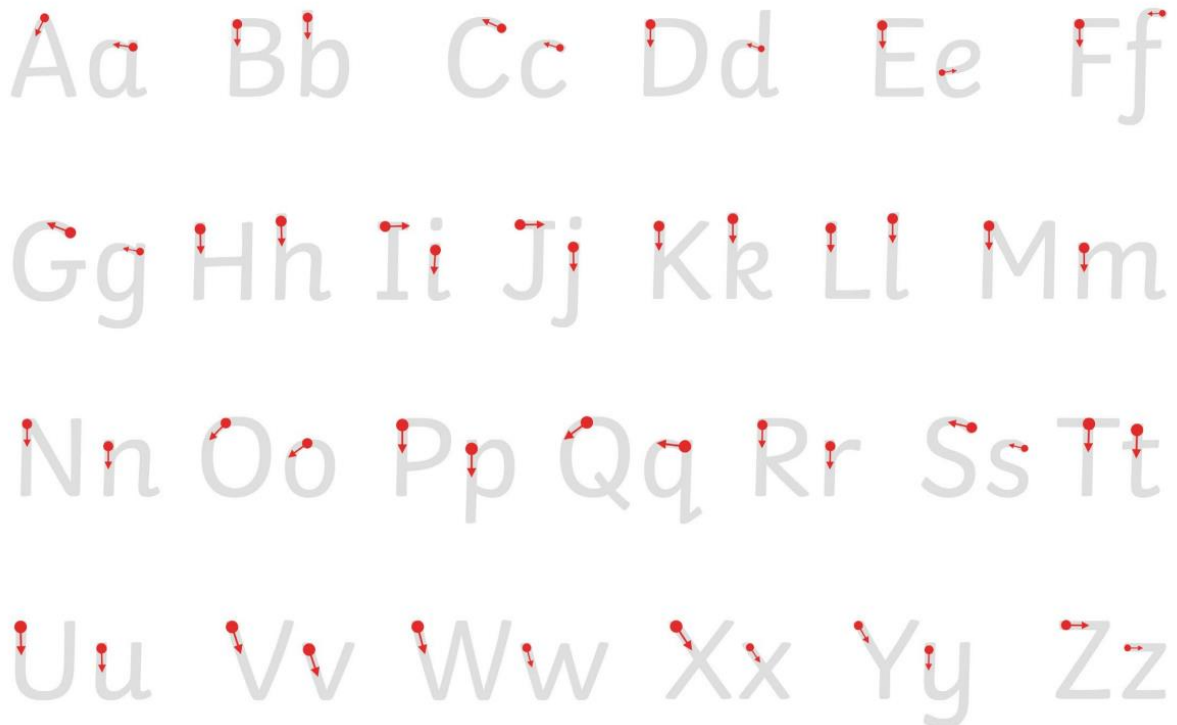 Aa Bb Cc Dd Ee Ff
Gg Hh Ii Jj Kk Ll Mm
Nn Oo Pp Qq Rr Ss Tt
Uu Vv Ww Xx Yy Zz